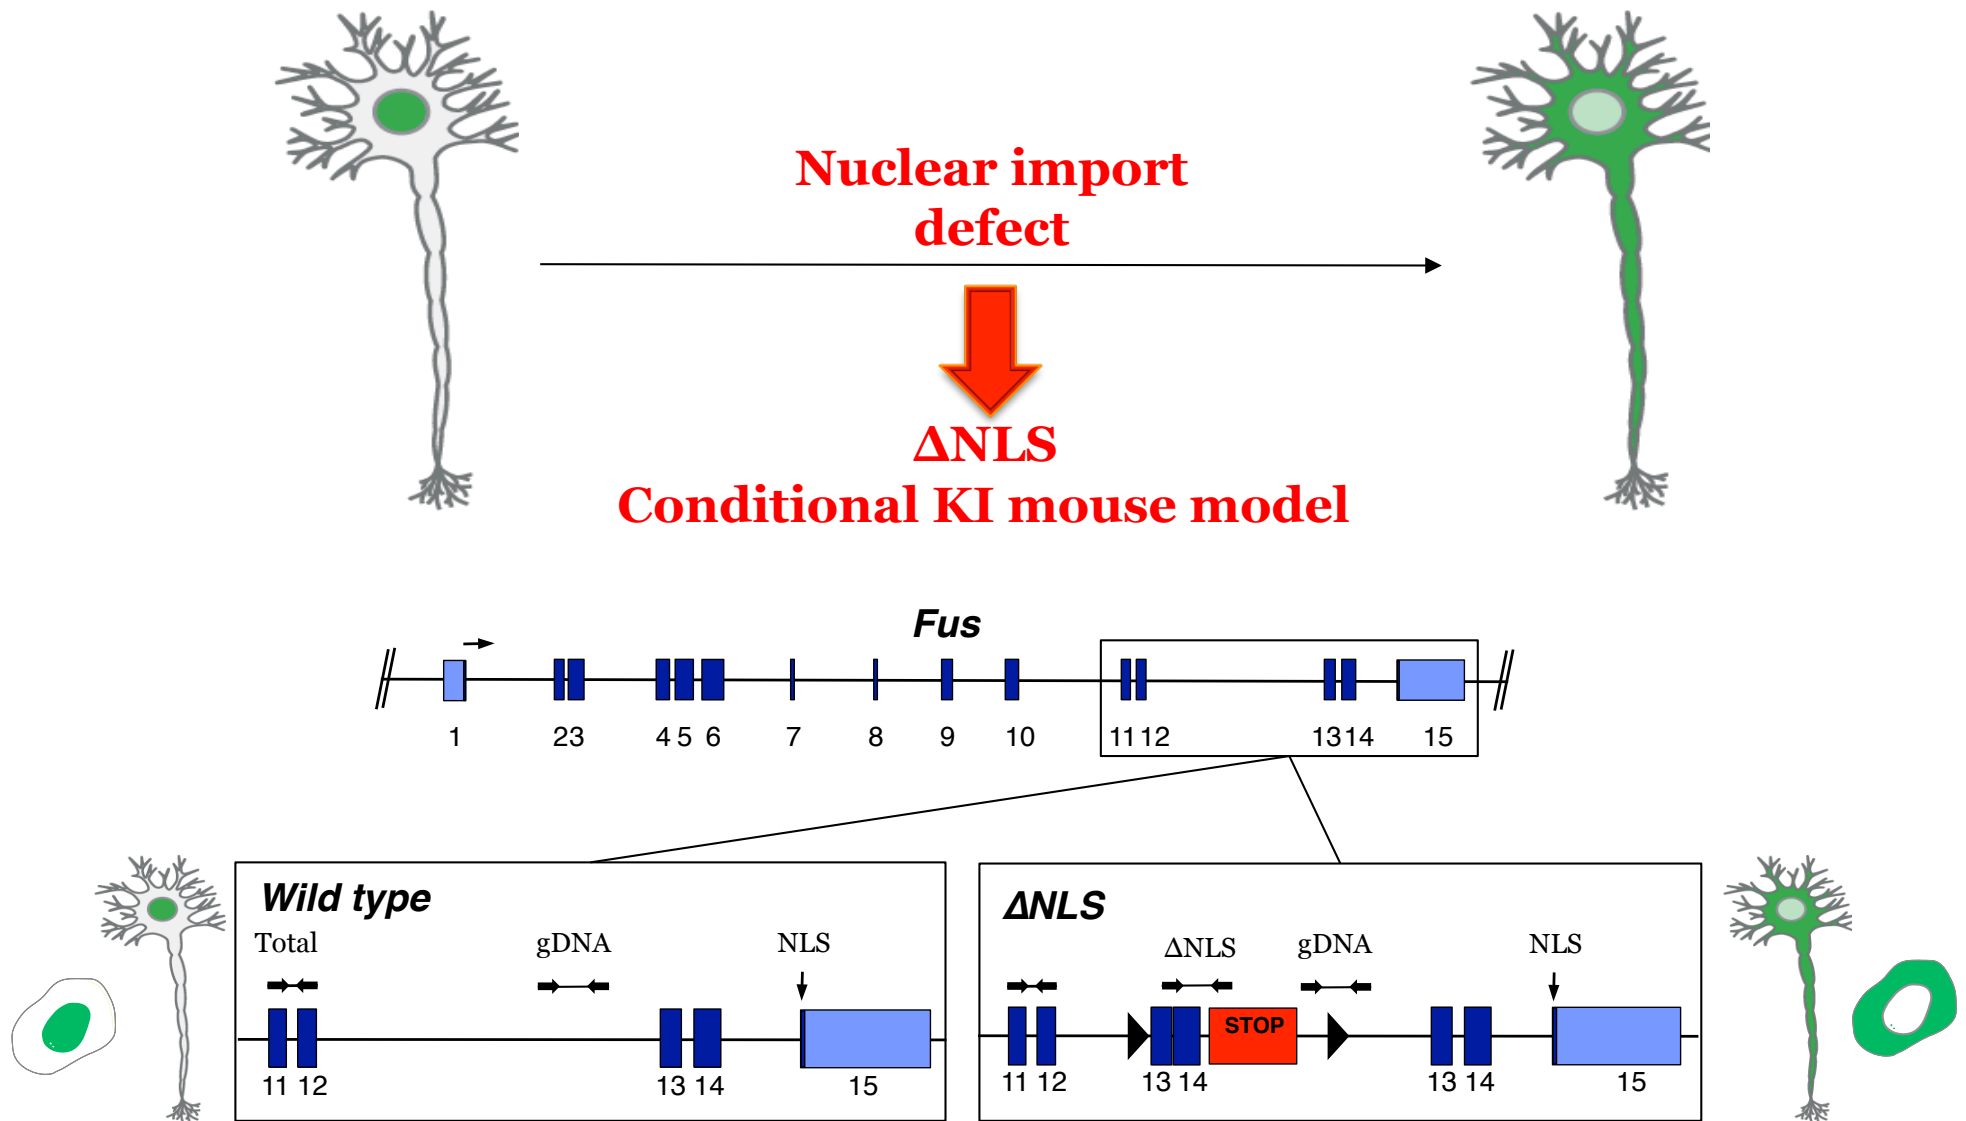 Nuclear import
defect
ΔNLS
Conditional KI mouse model
Fus
1 2 3 4 5 6 7 8 9 10 11 12 13 14 15
Wild type
Total gDNA NLS
11 12 13 14 15
ΔNLS
ΔNLS gDNA NLS
STOP
11 12 13 14 13 14 15